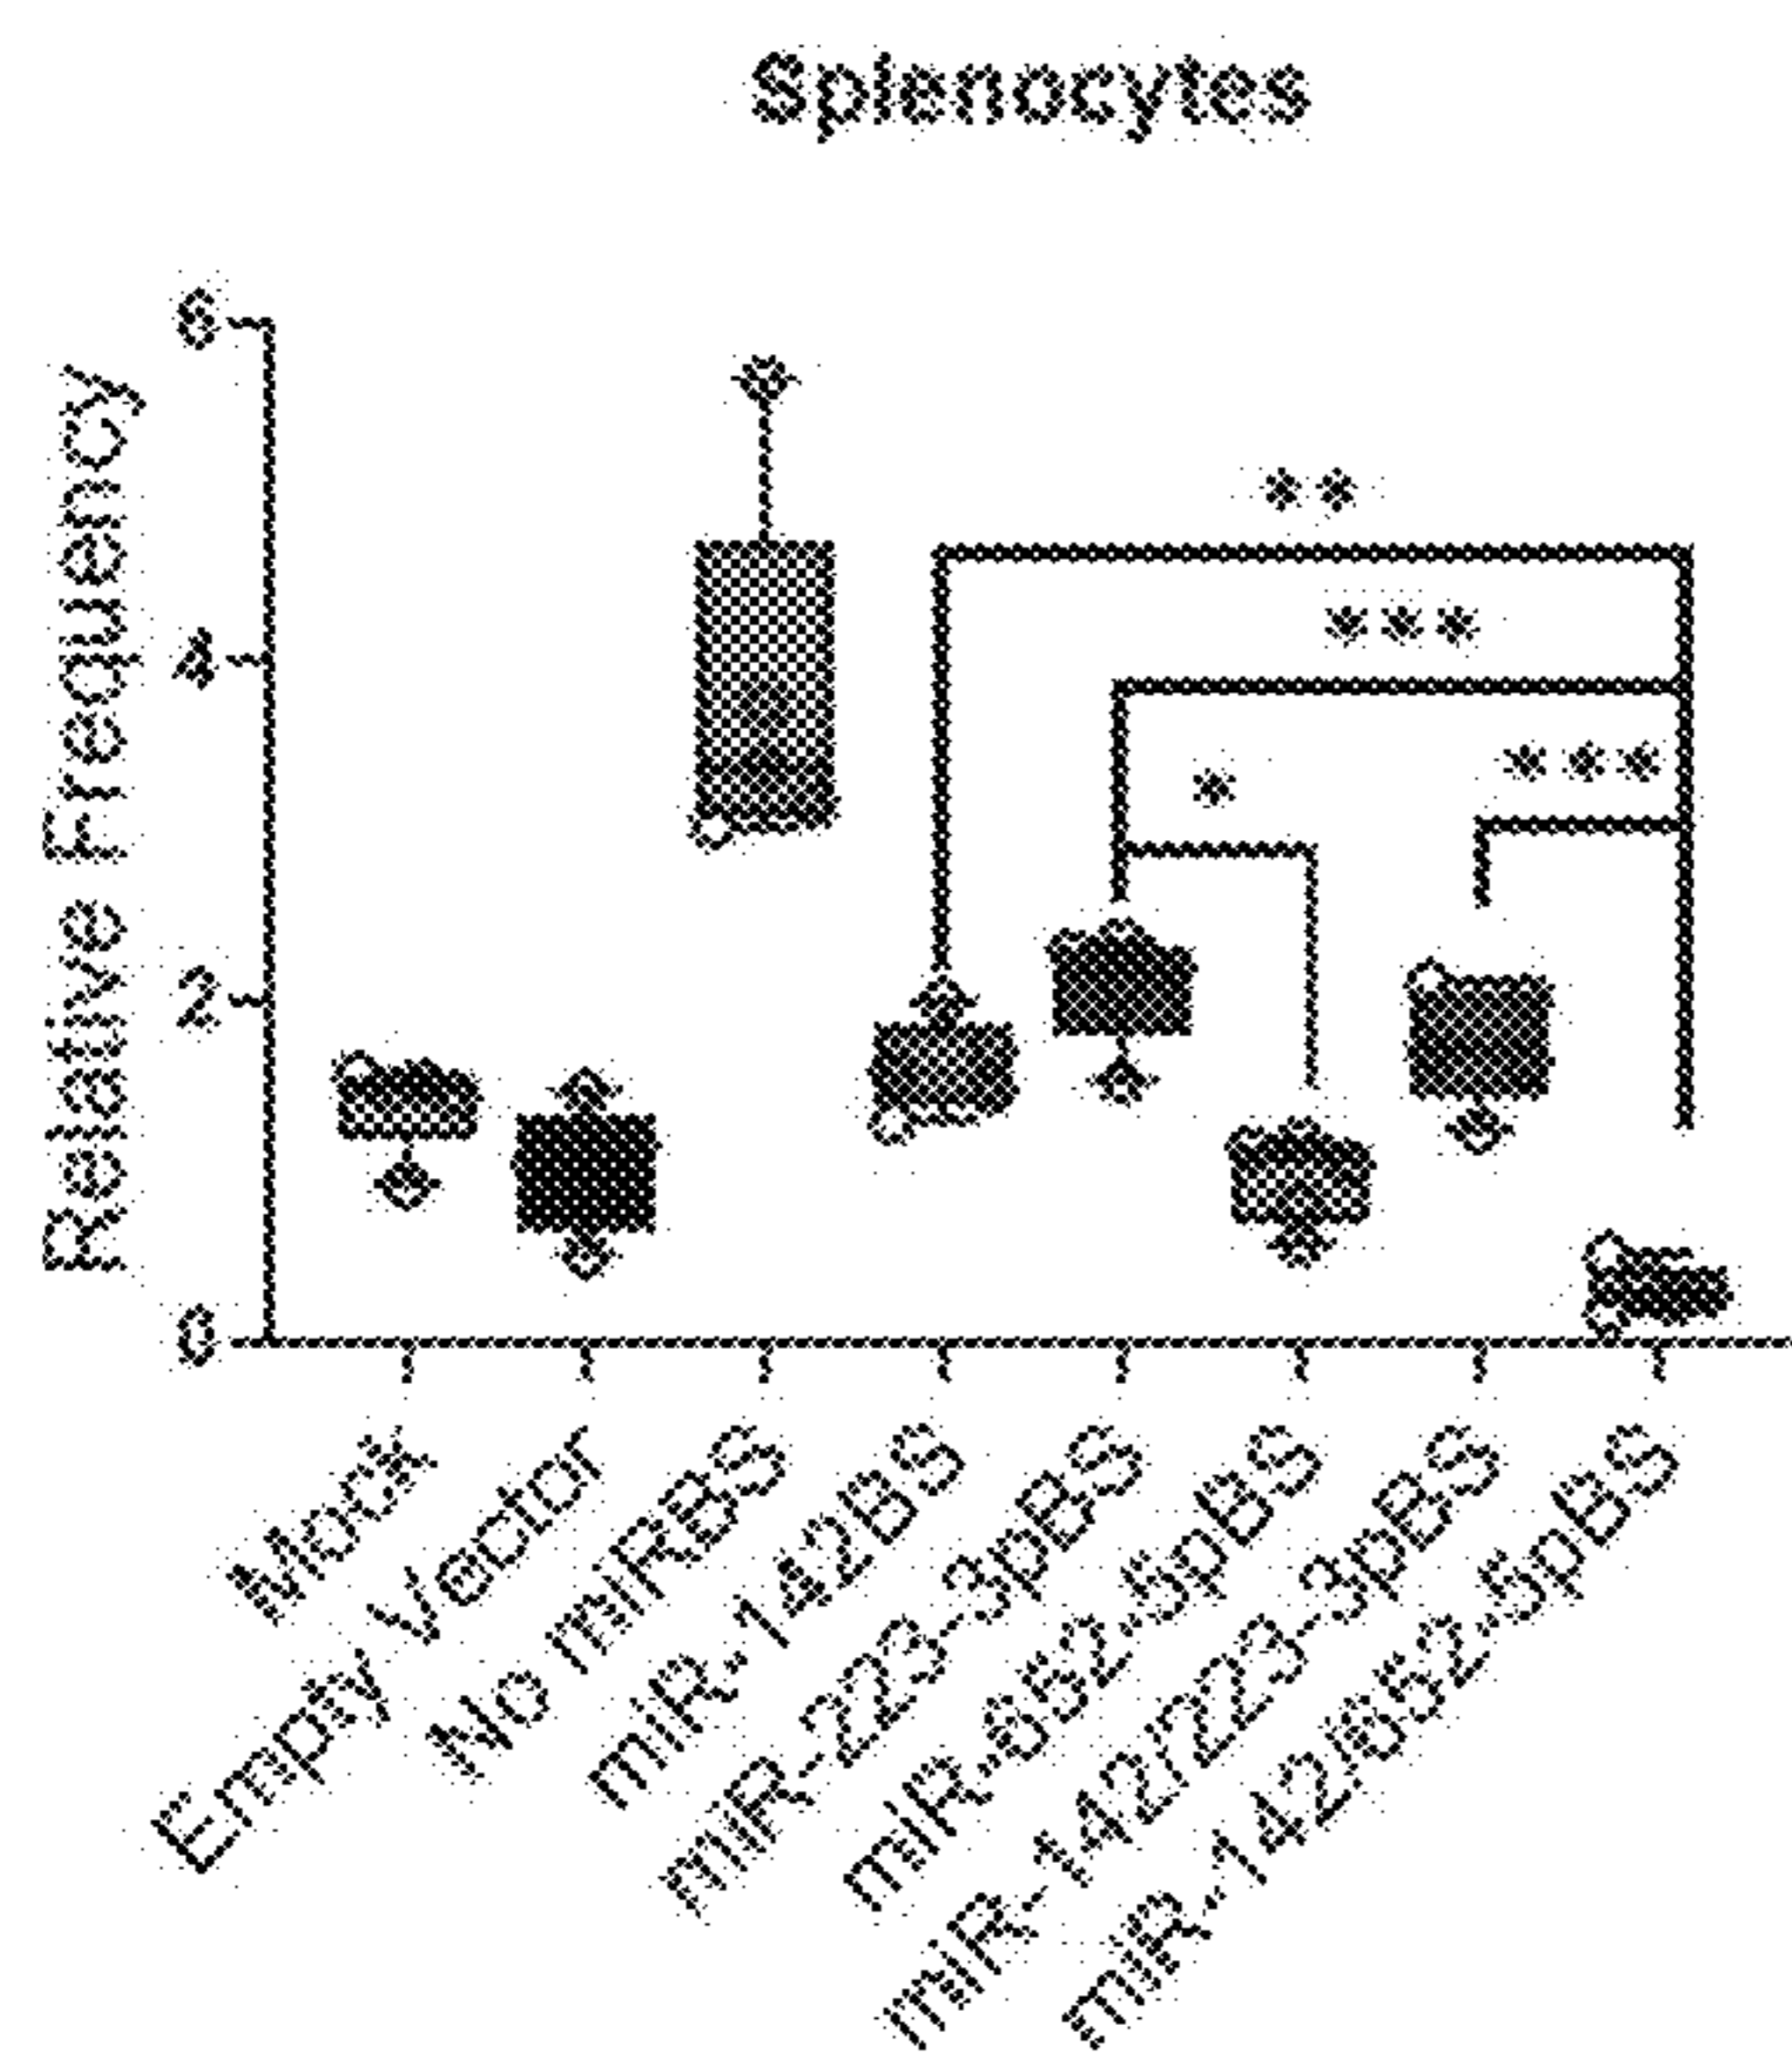 Splenocytes
Relative Frequency
6
4
2
0
**
***
***
*
Mock
Empy Vector
No miRBS
miR-142BS
miR-223-3pBS
miR-652-5pBS
miR-142/223-3pBS
miR-142/652-5pBS